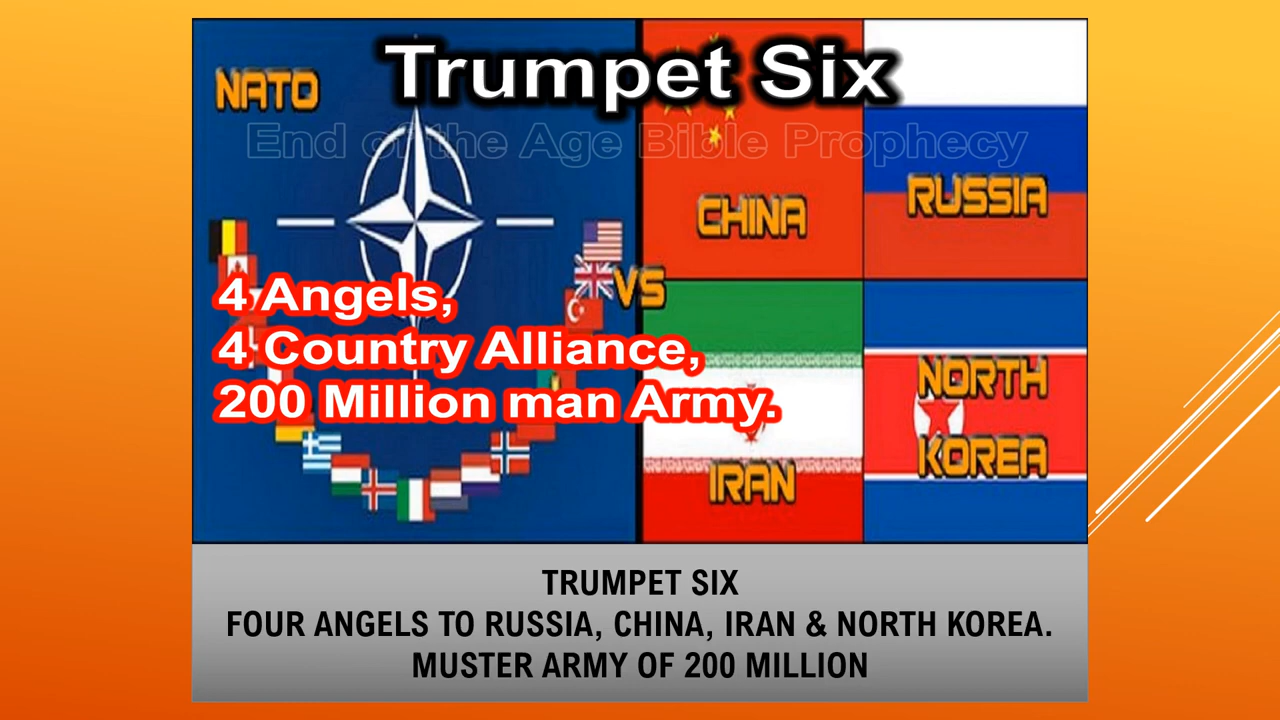 Trumpet Six
NATO
End of the Age Bible Prophecy
CHINA
RUSSIA
VS
4 Angels,
4 Country Alliance,
200 Million man Army.
NORTH
KOREA
IRAN
TRUMPET SIX
FOUR ANGELS TO RUSSIA, CHINA, IRAN & NORTH KOREA.
MUSTER ARMY OF 200 MILLION